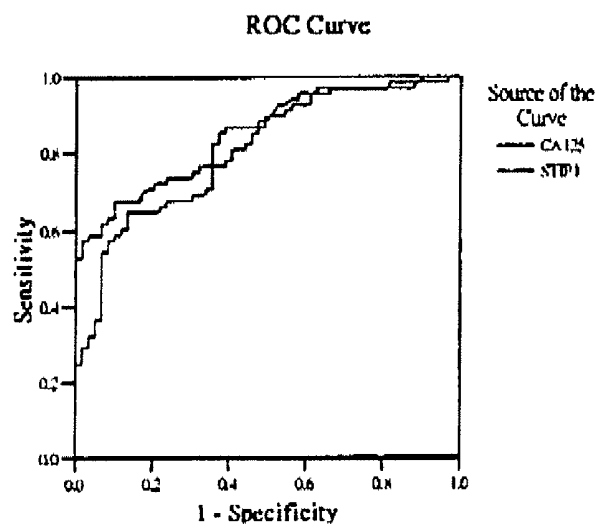 ROC Curve
Source of the
Curve
CA125
STIP1
Sensitivity
1.0
0.8
0.6
0.4
0.2
0.0
0.0 0.2 0.4 0.6 0.8 1.0
1 - Specificity